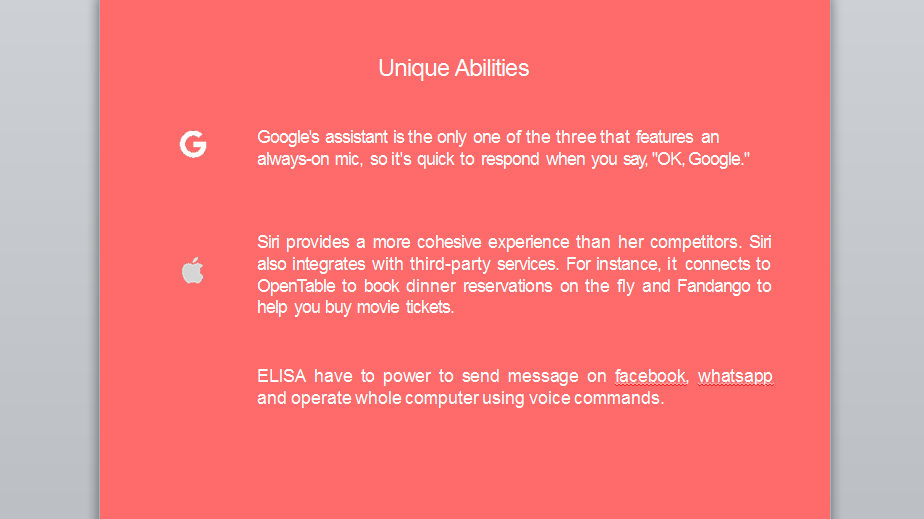 Unique Abilities
Google's assistant is the only one of the three that features an
always-on mic, so it's quick to respond when you say, "OK, Google."
Siri provides a more cohesive experience than her competitors. Siri
also integrates with third-party services. For instance, it connects to
OpenTable to book dinner reservations on the fly and Fandango to
help you buy movie tickets.
ELISA have to power to send message on facebook, whatsapp
and operate whole computer using voice commands.